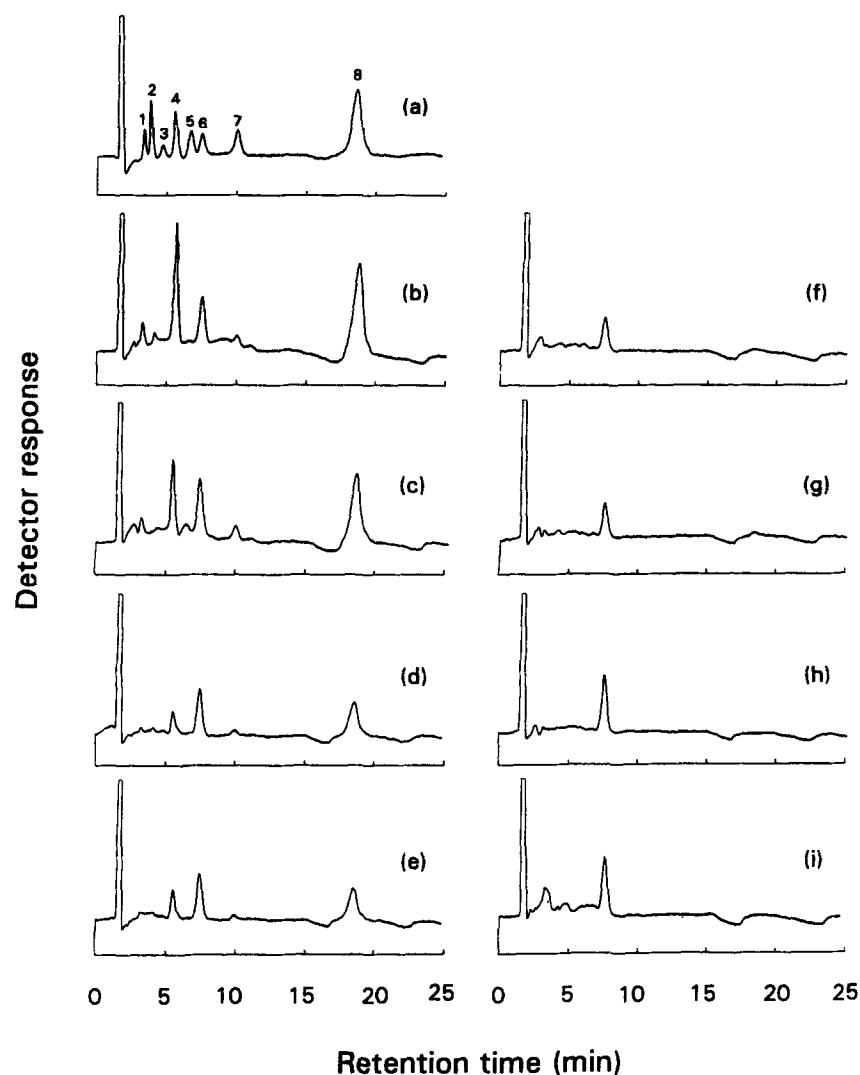 1 2 3 4 5 6 7 8
(a)
(b)
(f)
(c)
(g)
(d)
(h)
(e)
(i)
Detector response
0 5 10 15 20 25
0 5 10 15 20 25
Retention time (min)